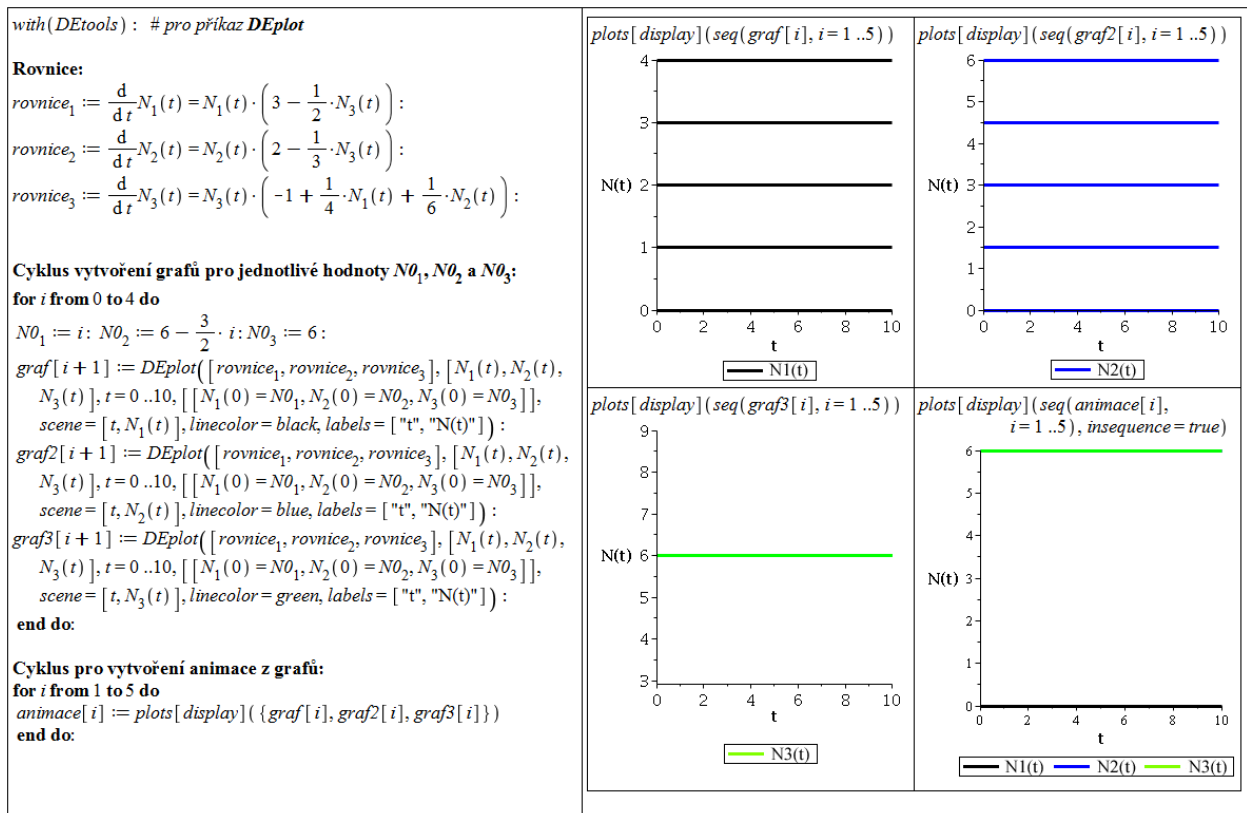 with(DEtools) : # pro příkaz DEplot
Rovnice:
rovnice₁ := d/dt N₁(t) = N₁(t)·(3 − 1/2·N₃(t)) :
rovnice₂ := d/dt N₂(t) = N₂(t)·(2 − 1/3·N₃(t)) :
rovnice₃ := d/dt N₃(t) = N₃(t)·(−1 + 1/4·N₁(t) + 1/6·N₂(t)) :
Cyklus vytvoření grafů pro jednotlivé hodnoty N0₁, N0₂ a N0₃:
for i from 0 to 4 do
N0₁ := i : N0₂ := 6 − 3/2 · i : N0₃ := 6 :
graf[i + 1] := DEplot([rovnice₁, rovnice₂, rovnice₃], [N₁(t), N₂(t),
N₃(t)], t = 0 ..10, [[N₁(0) = N0₁, N₂(0) = N0₂, N₃(0) = N0₃]],
scene = [t, N₁(t)], linecolor = black, labels = ["t", "N(t)"]) :
graf2[i + 1] := DEplot([rovnice₁, rovnice₂, rovnice₃], [N₁(t), N₂(t),
N₃(t)], t = 0 ..10, [[N₁(0) = N0₁, N₂(0) = N0₂, N₃(0) = N0₃]],
scene = [t, N₂(t)], linecolor = blue, labels = ["t", "N(t)"]) :
graf3[i + 1] := DEplot([rovnice₁, rovnice₂, rovnice₃], [N₁(t), N₂(t),
N₃(t)], t = 0 ..10, [[N₁(0) = N0₁, N₂(0) = N0₂, N₃(0) = N0₃]],
scene = [t, N₃(t)], linecolor = green, labels = ["t", "N(t)"]) :
end do:
Cyklus pro vytvoření animace z grafů:
for i from 1 to 5 do
animace[i] := plots[display]({graf[i], graf2[i], graf3[i]})
end do:
plots[display](seq(graf[i], i = 1 ..5))
4
3
N(t) 2
1
0
0 2 4 6 8 10
t
N1(t)
plots[display](seq(graf2[i], i = 1 ..5))
6
5
4
N(t) 3
2
1
0
0 2 4 6 8 10
t
N2(t)
plots[display](seq(graf3[i], i = 1 ..5))
9
8
7
N(t) 6
5
4
3
0 2 4 6 8 10
t
N3(t)
plots[display](seq(animace[i],
i = 1 ..5), insequence = true)
6
5
4
N(t) 3
2
1
0
0 2 4 6 8 10
t
N1(t) N2(t) N3(t)